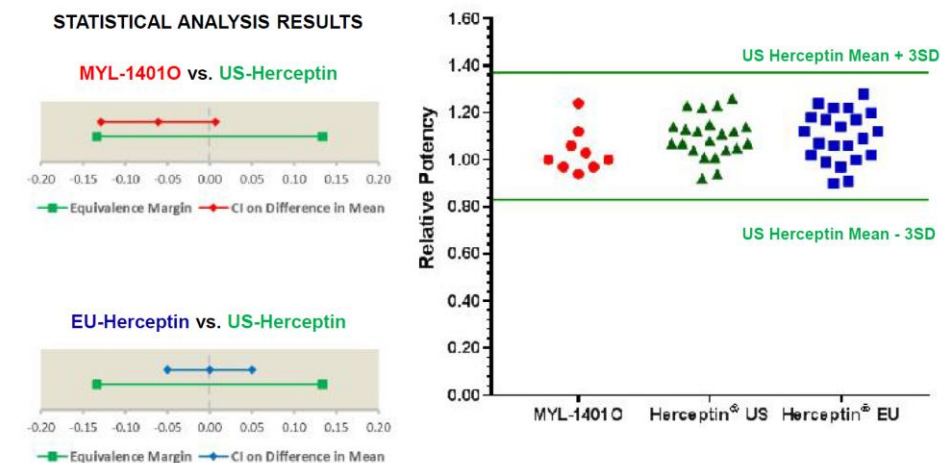 STATISTICAL ANALYSIS RESULTS
MYL-1401O vs. US-Herceptin
-0.20 -0.15 -0.10 -0.05 0.00 0.05 0.10 0.15 0.20
Equivalence Margin CI on Difference in Mean
EU-Herceptin vs. US-Herceptin
-0.20 -0.15 -0.10 -0.05 0.00 0.05 0.10 0.15 0.20
Equivalence Margin CI on Difference in Mean
Relative Potency
1.60
1.40
1.20
1.00
0.80
0.60
0.40
0.20
0.00
US Herceptin Mean + 3SD
US Herceptin Mean - 3SD
MYL-1401O Herceptin® US Herceptin® EU